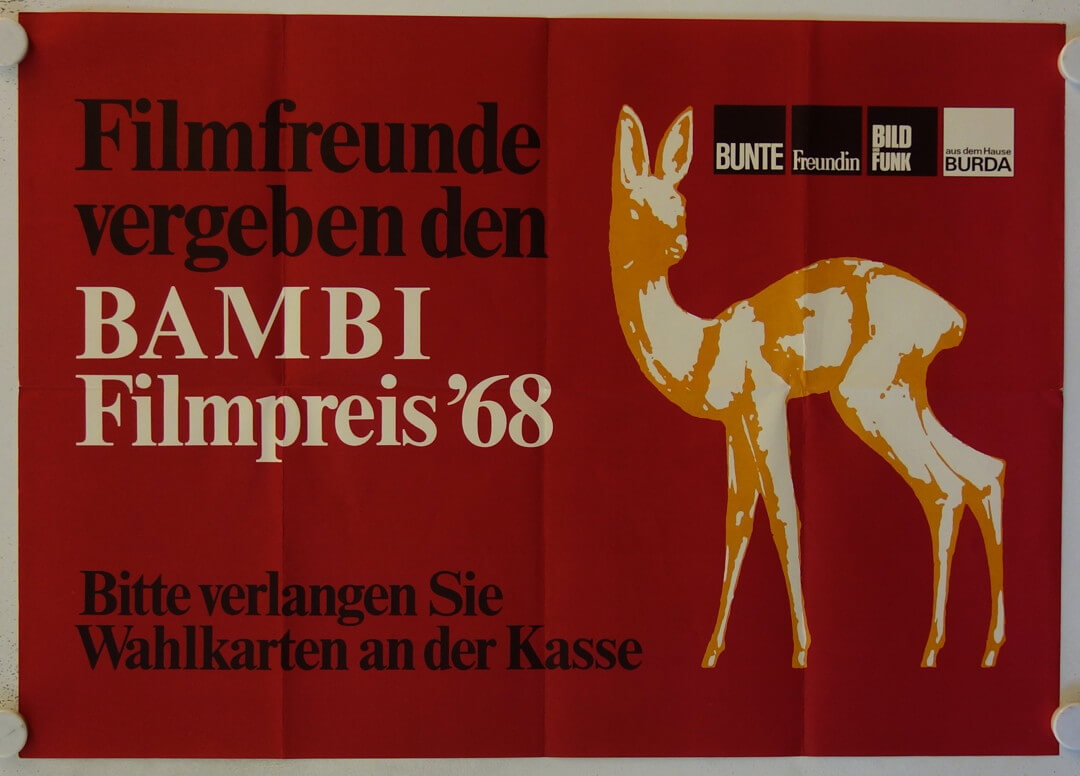 Filmfreunde
vergeben den
BAMBI
Filmpreis '68
Bitte verlangen Sie
Wahlkarten an der Kasse
BUNTE
Freundin
BILD
UND
FUNK
aus dem Hause
BURDA